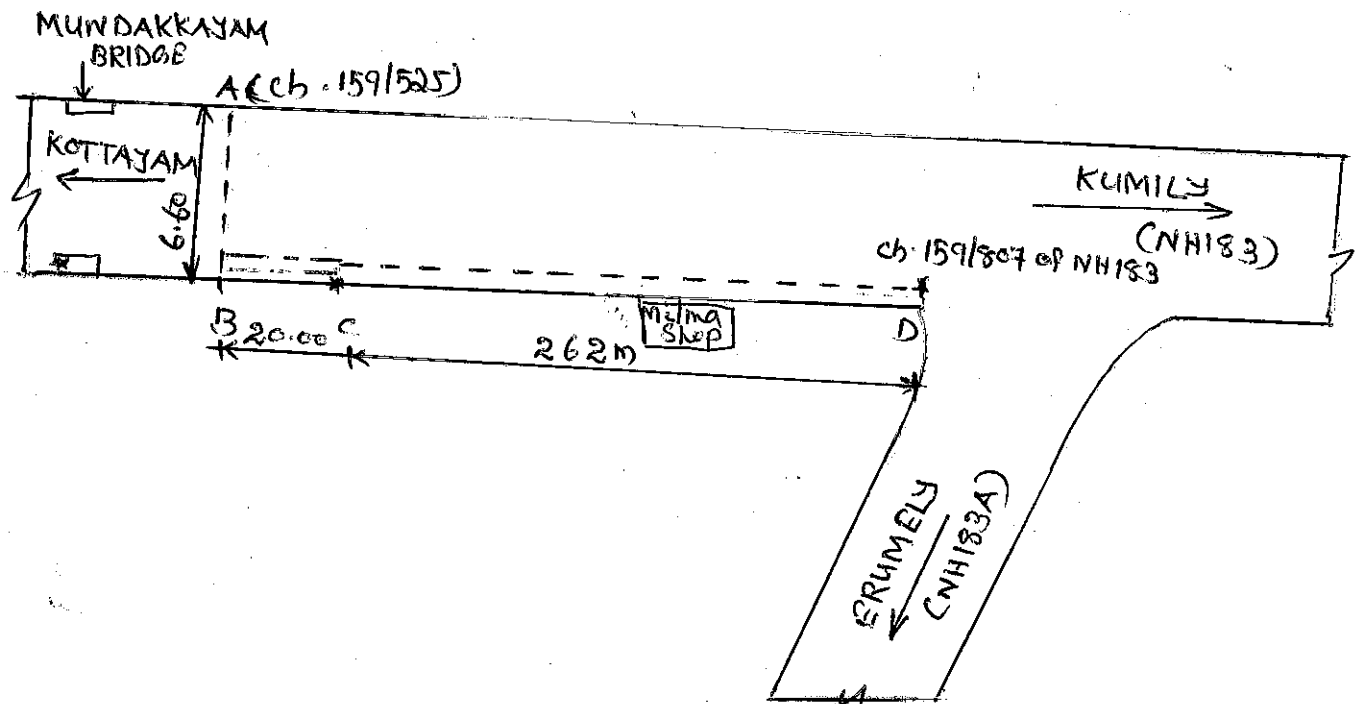 MUNDAKKAYAM
BRIDGE
A (ch. 159/525)
KOTTAYAM
6.60
KUMILY
(NH183)
ch. 159/807 of NH183
B 20.00 C
262m
Milma
Shop
D
ERUMELY
(NH183A)